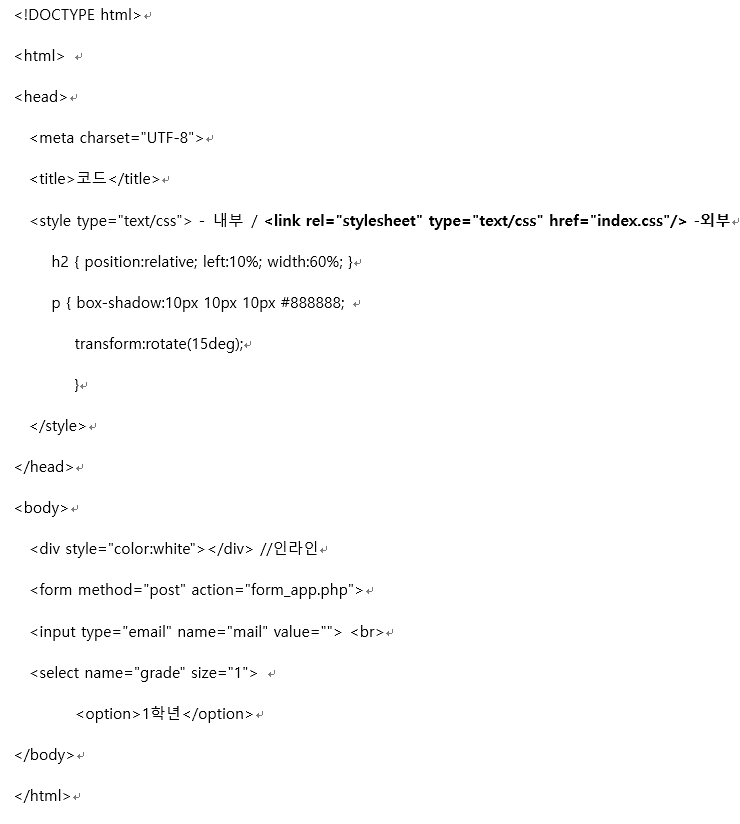 <!DOCTYPE html>↵
<html> ↵
<head>↵
<meta charset="UTF-8">↵
<title>코드</title>↵
<style type="text/css"> - 내부 / <link rel="stylesheet" type="text/css" href="index.css"/> -외부↵
h2 { position:relative; left:10%; width:60%; }↵
p { box-shadow:10px 10px 10px #888888; ↵
transform:rotate(15deg);↵
}↵
</style>↵
</head>↵
<body>↵
<div style="color:white"></div> //인라인↵
<form method="post" action="form_app.php">↵
<input type="email" name="mail" value=""> <br>↵
<select name="grade" size="1"> ↵
<option>1학년</option>↵
</body>↵
</html>↵